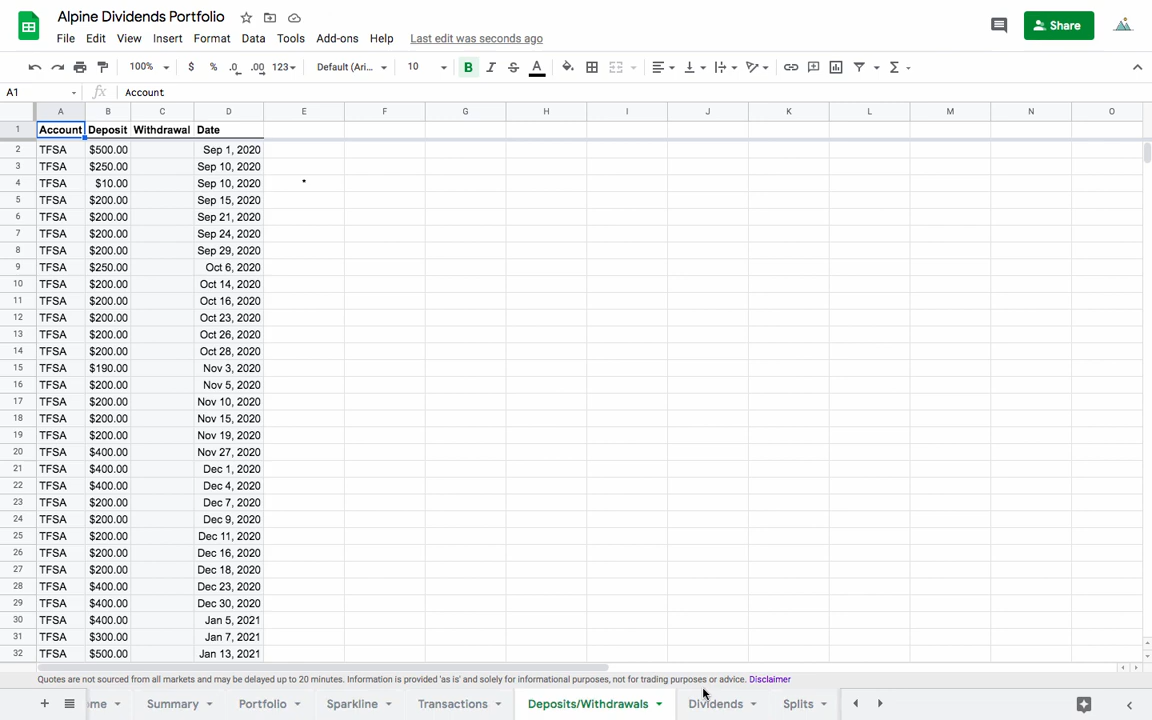 Alpine Dividends Portfolio
File Edit View Insert Format Data Tools Add-ons Help Last edit was seconds ago
Share
100% $ % .0 .00 123 Default (Ari... 10 B I S A
A1 fx Account
A B C D E F G H I J K L M N O
1 Account Deposit Withdrawal Date
2 TFSA $500.00 Sep 1, 2020
3 TFSA $250.00 Sep 10, 2020
4 TFSA $10.00 Sep 10, 2020 *
5 TFSA $200.00 Sep 15, 2020
6 TFSA $200.00 Sep 21, 2020
7 TFSA $200.00 Sep 24, 2020
8 TFSA $200.00 Sep 29, 2020
9 TFSA $250.00 Oct 6, 2020
10 TFSA $200.00 Oct 14, 2020
11 TFSA $200.00 Oct 16, 2020
12 TFSA $200.00 Oct 23, 2020
13 TFSA $200.00 Oct 26, 2020
14 TFSA $200.00 Oct 28, 2020
15 TFSA $190.00 Nov 3, 2020
16 TFSA $200.00 Nov 5, 2020
17 TFSA $200.00 Nov 10, 2020
18 TFSA $200.00 Nov 15, 2020
19 TFSA $200.00 Nov 19, 2020
20 TFSA $400.00 Nov 27, 2020
21 TFSA $400.00 Dec 1, 2020
22 TFSA $400.00 Dec 4, 2020
23 TFSA $200.00 Dec 7, 2020
24 TFSA $200.00 Dec 9, 2020
25 TFSA $200.00 Dec 11, 2020
26 TFSA $200.00 Dec 16, 2020
27 TFSA $200.00 Dec 18, 2020
28 TFSA $400.00 Dec 23, 2020
29 TFSA $400.00 Dec 30, 2020
30 TFSA $400.00 Jan 5, 2021
31 TFSA $300.00 Jan 7, 2021
32 TFSA $500.00 Jan 13, 2021
Quotes are not sourced from all markets and may be delayed up to 20 minutes. Information is provided 'as is' and solely for informational purposes, not for trading purposes or advice. Disclaimer
ome Summary Portfolio Sparkline Transactions Deposits/Withdrawals Dividends Splits